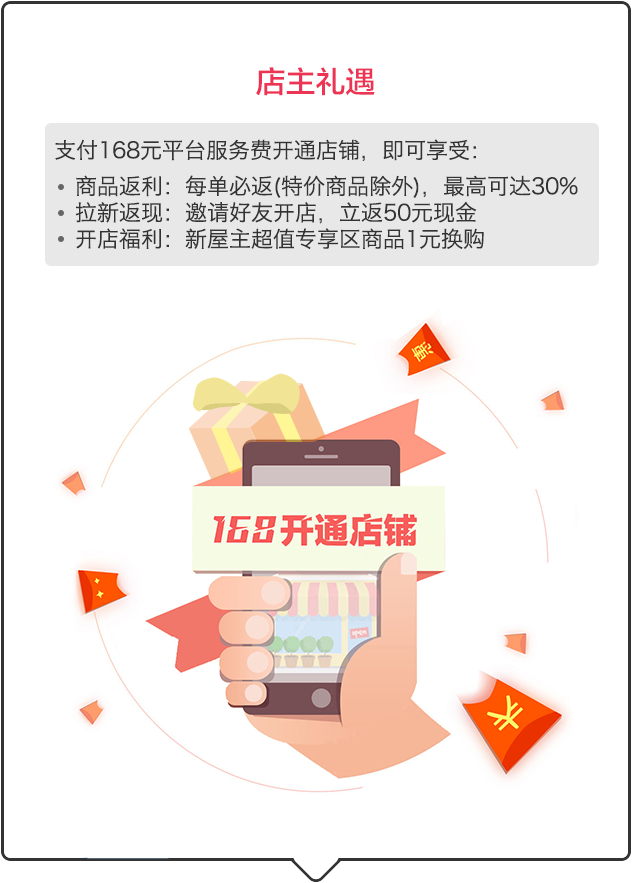 店主礼遇
支付168元平台服务费开通店铺，即可享受：
• 商品返利：每单必返(特价商品除外)，最高可达30%
• 拉新返现：邀请好友开店，立返50元现金
• 开店福利：新屋主超值专享区商品1元换购
惠
168开通店铺